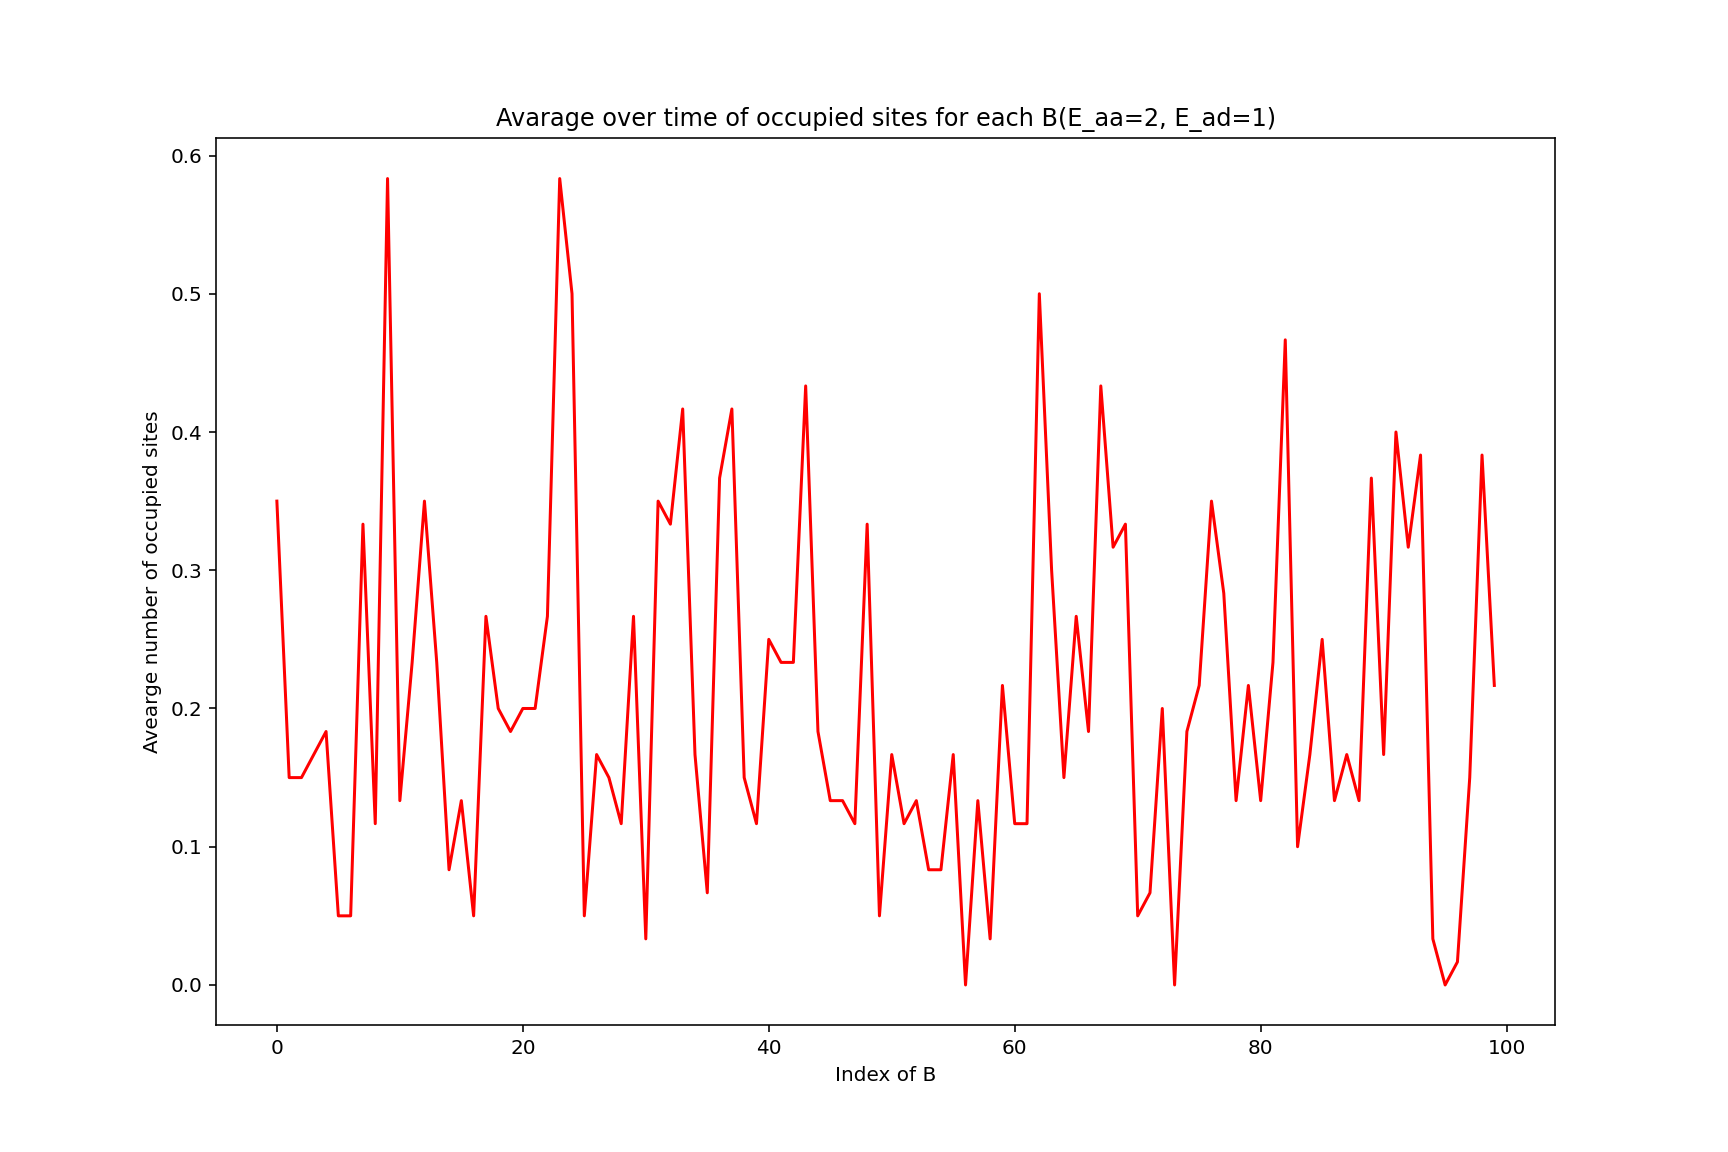 Avarage over time of occupied sites for each B(E_aa=2, E_ad=1)
Avearge number of occupied sites
0.6
0.5
0.4
0.3
0.2
0.1
0.0
0 20 40 60 80 100
Index of B